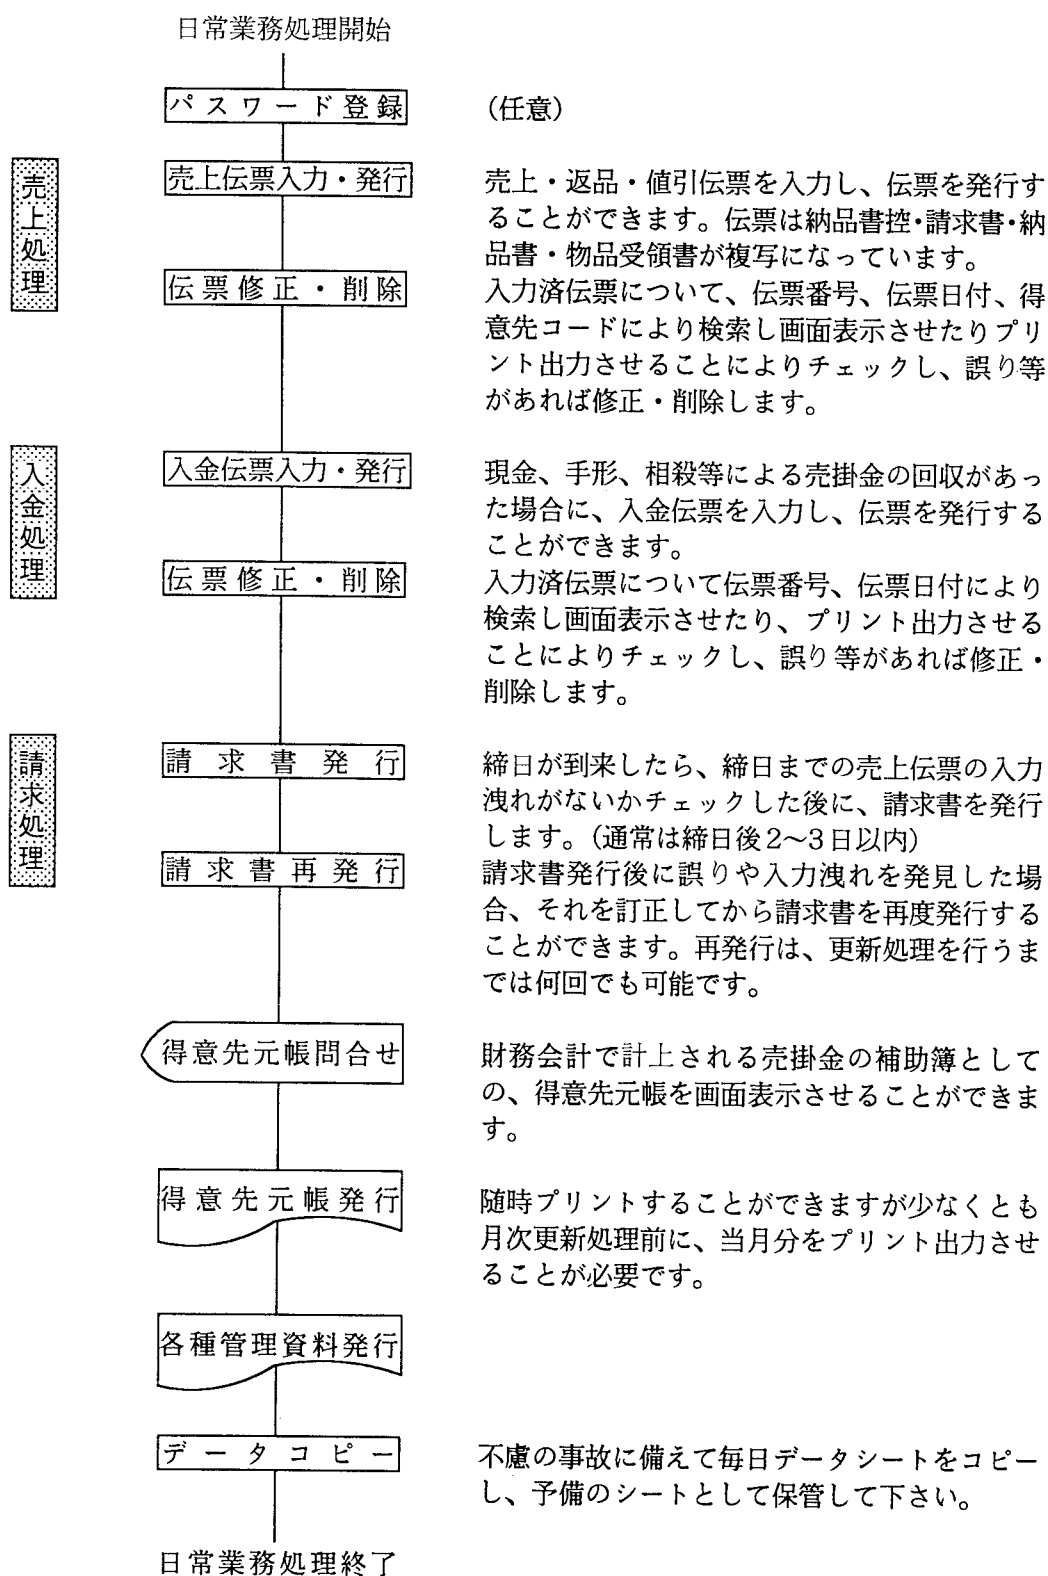 日常業務処理開始
パスワード登録
（任意）
売上処理
売上伝票入力・発行
売上・返品・値引伝票を入力し、伝票を発行す
ることができます。伝票は納品書控・請求書・納
品書・物品受領書が複写になっています。
伝票修正・削除
入力済伝票について、伝票番号、伝票日付、得
意先コードにより検索し画面表示させたりプリ
ント出力させることによりチェックし、誤り等
があれば修正・削除します。
入金処理
入金伝票入力・発行
現金、手形、相殺等による売掛金の回収があっ
た場合に、入金伝票を入力し、伝票を発行する
ことができます。
伝票修正・削除
入力済伝票について伝票番号、伝票日付により
検索し画面表示させたり、プリント出力させる
ことによりチェックし、誤り等があれば修正・
削除します。
請求処理
請求書発行
締日が到来したら、締日までの売上伝票の入力
洩れがないかチェックした後に、請求書を発行
します。（通常は締日後2〜3日以内）
請求書再発行
請求書発行後に誤りや入力洩れを発見した場
合、それを訂正してから請求書を再度発行する
ことができます。再発行は、更新処理を行うま
では何回でも可能です。
得意先元帳問合せ
財務会計で計上される売掛金の補助簿として
の、得意先元帳を画面表示させることができま
す。
得意先元帳発行
随時プリントすることができますが少なくとも
月次更新処理前に、当月分をプリント出力させ
ることが必要です。
各種管理資料発行
データコピー
不慮の事故に備えて毎日データシートをコピー
し、予備のシートとして保管して下さい。
日常業務処理終了